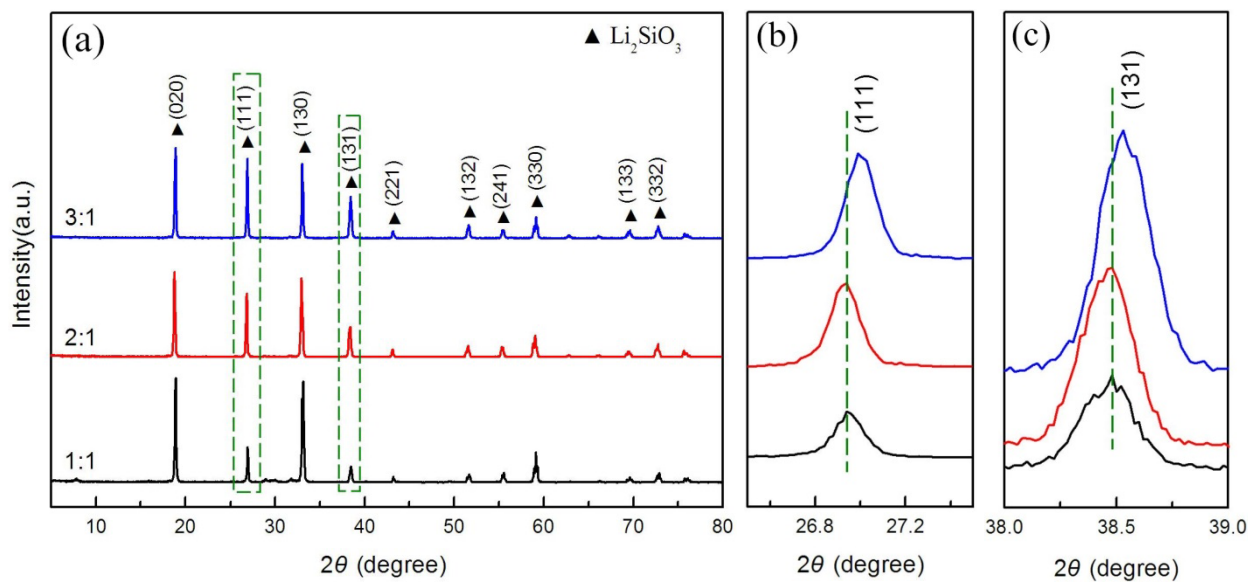 (a)
▲ Li₂SiO₃
(020)
(111)
(130)
(131)
(221)
(132)
(241)
(330)
(133)
(332)
3:1
2:1
1:1
Intensity(a.u.)
10 20 30 40 50 60 70 80
2θ (degree)
(b)
(111)
26.8 27.2
2θ (degree)
(c)
(131)
38.0 38.5 39.0
2θ (degree)